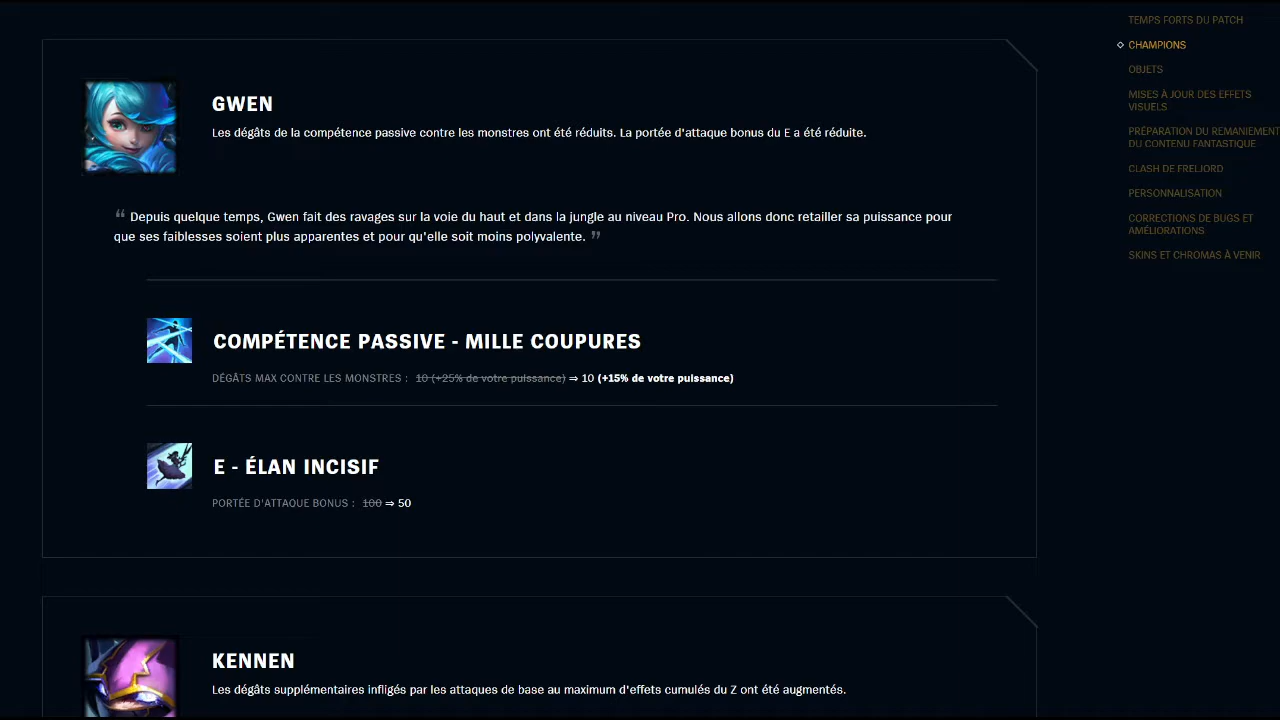 GWEN
Les dégâts de la compétence passive contre les monstres ont été réduits. La portée d'attaque bonus du E a été réduite.
“ Depuis quelque temps, Gwen fait des ravages sur la voie du haut et dans la jungle au niveau Pro. Nous allons donc retailler sa puissance pour
que ses faiblesses soient plus apparentes et pour qu'elle soit moins polyvalente. ”
COMPÉTENCE PASSIVE - MILLE COUPURES
DÉGÂTS MAX CONTRE LES MONSTRES : 10 (+25% de votre puissance) ⇒ 10 (+15% de votre puissance)
E - ÉLAN INCISIF
PORTÉE D'ATTAQUE BONUS : 100 ⇒ 50
KENNEN
Les dégâts supplémentaires infligés par les attaques de base au maximum d'effets cumulés du Z ont été augmentés.
TEMPS FORTS DU PATCH
CHAMPIONS
OBJETS
MISES À JOUR DES EFFETS
VISUELS
PRÉPARATION DU REMANIEMENT
DU CONTENU FANTASTIQUE
CLASH DE FRELJORD
PERSONNALISATION
CORRECTIONS DE BUGS ET
AMÉLIORATIONS
SKINS ET CHROMAS À VENIR